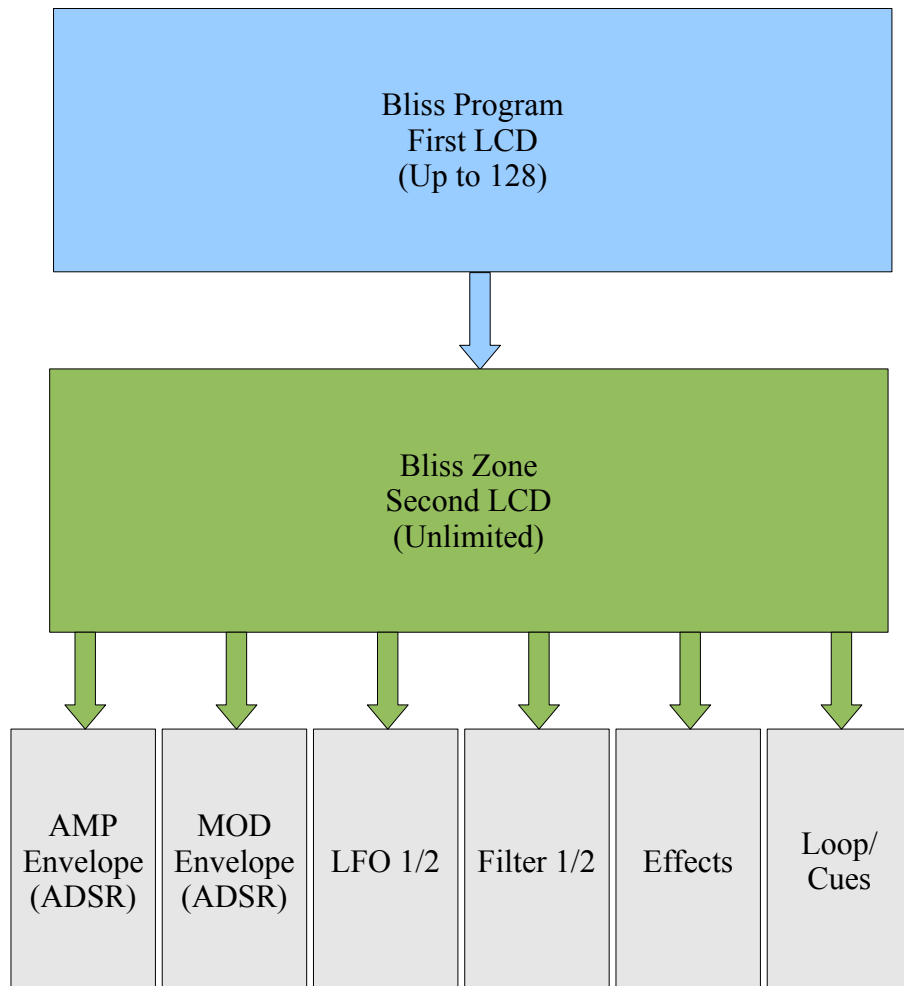 Bliss Program
First LCD
(Up to 128)
Bliss Zone
Second LCD
(Unlimited)
AMP
Envelope
(ADSR)
MOD
Envelope
(ADSR)
LFO 1/2
Filter 1/2
Effects
Loop/
Cues